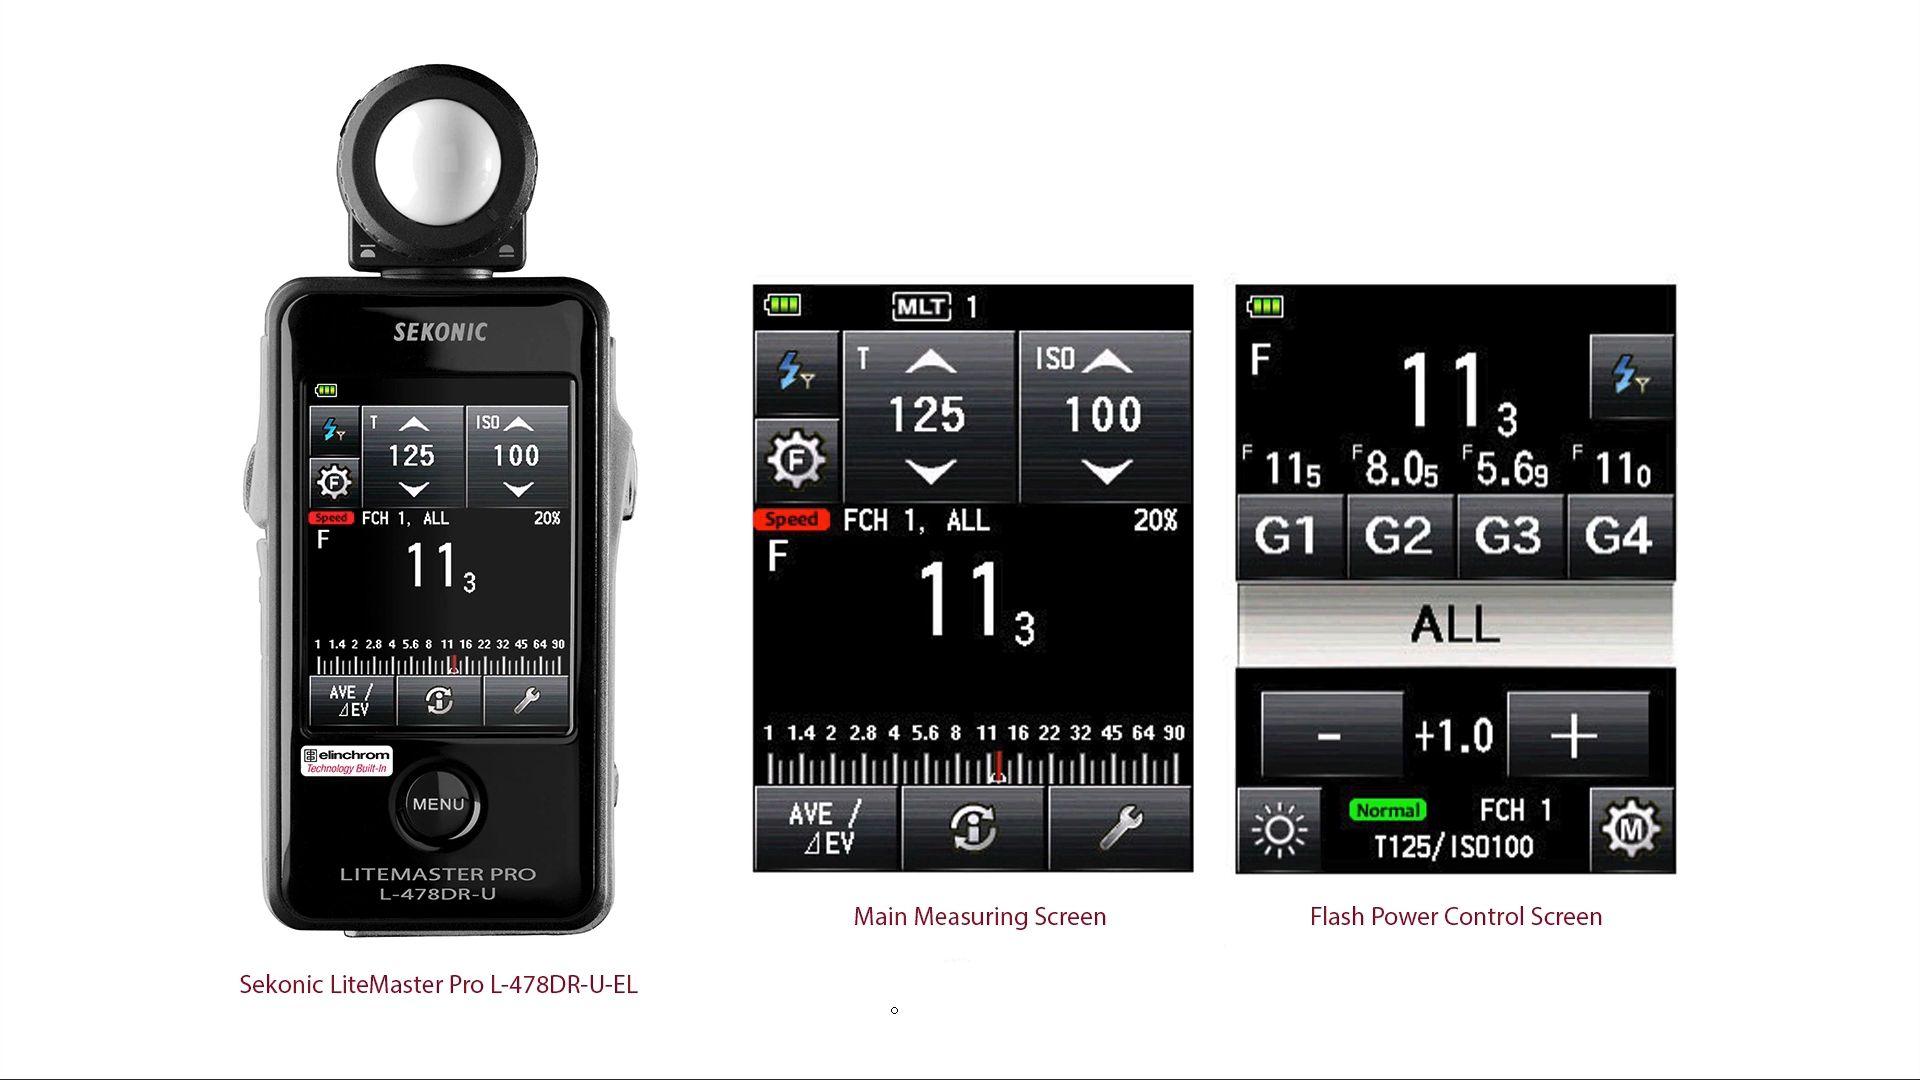 SEKONIC
T
125
ISO
100
F
Speed FCH 1, ALL 20%
F
11 3
1 1.4 2 2.8 4 5.6 8 11 16 22 32 45 64 90
AVE /
⊿EV
elinchrom
Technology Built-In
MENU
LITEMASTER PRO
L-478DR-U
Sekonic LiteMaster Pro L-478DR-U-EL
MLT 1
T
125
ISO
100
F
Speed FCH 1, ALL 20%
F
11 3
1 1.4 2 2.8 4 5.6 8 11 16 22 32 45 64 90
AVE /
⊿EV
Main Measuring Screen
F 11 3
F 11 5 F 8.0 5 F 5.6 9 F 11 0
G1 G2 G3 G4
ALL
- +1.0 +
Normal FCH 1
T125/ISO100
M
Flash Power Control Screen